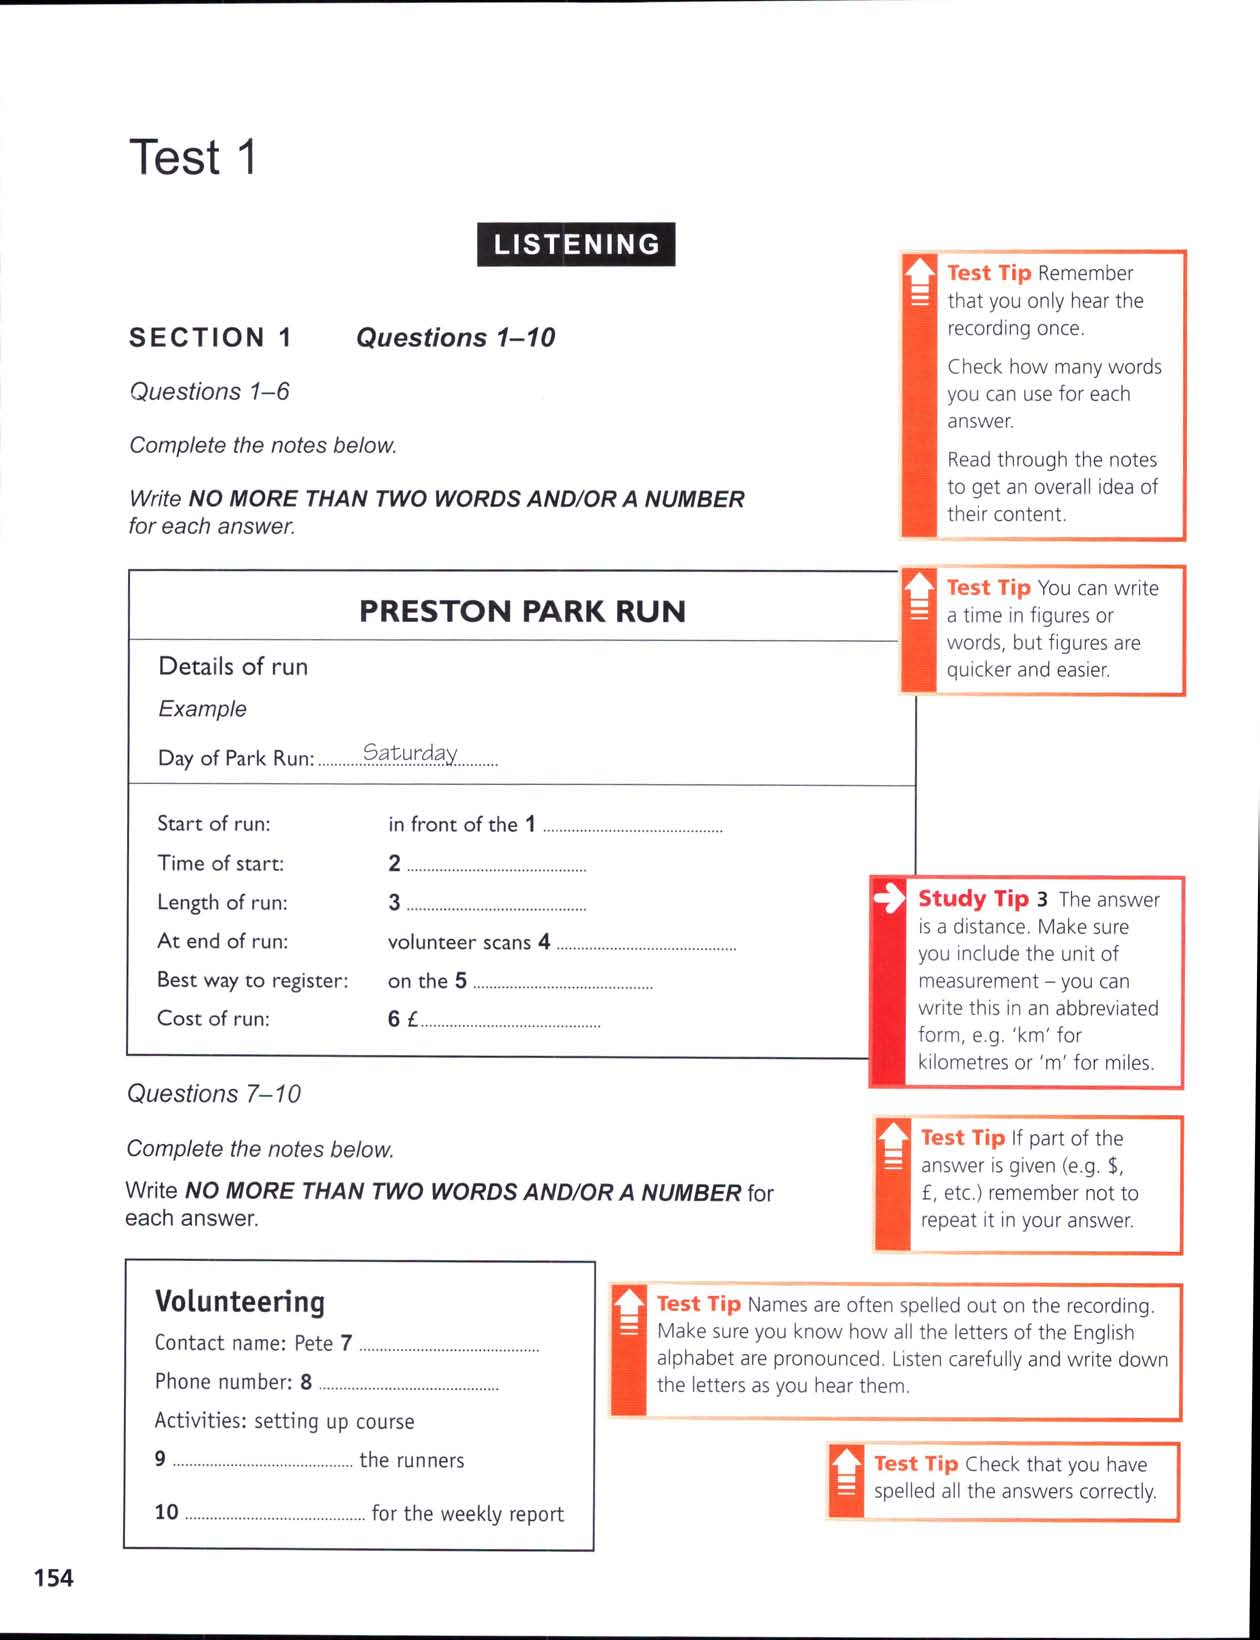 Test 1
LISTENING
SECTION 1 Questions 1–10
Questions 1–6
Complete the notes below.
Write NO MORE THAN TWO WORDS AND/OR A NUMBER
for each answer.
Test Tip Remember
that you only hear the
recording once.
Check how many words
you can use for each
answer.
Read through the notes
to get an overall idea of
their content.
PRESTON PARK RUN
Details of run
Example
Day of Park Run: ..........Saturday..........
Test Tip You can write
a time in figures or
words, but figures are
quicker and easier.
Start of run: in front of the 1 ..........
Time of start: 2 ..........
Length of run: 3 ..........
At end of run: volunteer scans 4 ..........
Best way to register: on the 5 ..........
Cost of run: 6 £..........
Study Tip 3 The answer
is a distance. Make sure
you include the unit of
measurement – you can
write this in an abbreviated
form, e.g. 'km' for
kilometres or 'm' for miles.
Questions 7–10
Complete the notes below.
Write NO MORE THAN TWO WORDS AND/OR A NUMBER for
each answer.
Test Tip If part of the
answer is given (e.g. $,
£, etc.) remember not to
repeat it in your answer.
Volunteering
Contact name: Pete 7 ..........
Phone number: 8 ..........
Activities: setting up course
9 .......... the runners
10 .......... for the weekly report
Test Tip Names are often spelled out on the recording.
Make sure you know how all the letters of the English
alphabet are pronounced. Listen carefully and write down
the letters as you hear them.
Test Tip Check that you have
spelled all the answers correctly.
154